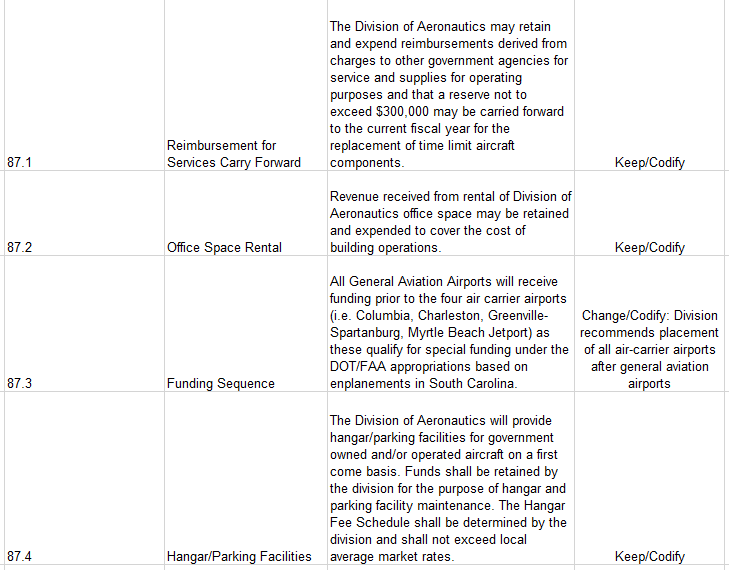 The Division of Aeronautics may retain
and expend reimbursements derived from
charges to other government agencies for
service and supplies for operating
purposes and that a reserve not to
exceed $300,000 may be carried forward
to the current fiscal year for the
replacement of time limit aircraft
components.
87.1
Reimbursement for
Services Carry Forward
Keep/Codify
Revenue received from rental of Division of
Aeronautics office space may be retained
and expended to cover the cost of
building operations.
87.2
Office Space Rental
Keep/Codify
All General Aviation Airports will receive
funding prior to the four air carrier airports
(i.e. Columbia, Charleston, Greenville-
Spartanburg, Myrtle Beach Jetport) as
these qualify for special funding under the
DOT/FAA appropriations based on
enplanements in South Carolina.
87.3
Funding Sequence
Change/Codify: Division
recommends placement
of all air-carrier airports
after general aviation
airports
The Division of Aeronautics will provide
hangar/parking facilities for government
owned and/or operated aircraft on a first
come basis. Funds shall be retained by
the division for the purpose of hangar and
parking facility maintenance. The Hangar
Fee Schedule shall be determined by the
division and shall not exceed local
average market rates.
87.4
Hangar/Parking Facilities
Keep/Codify